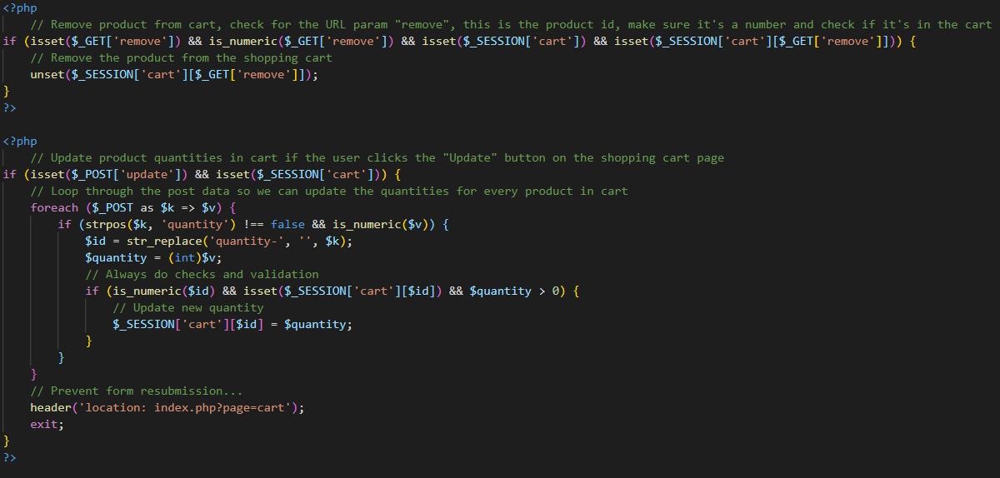 <?php
    // Remove product from cart, check for the URL param "remove", this is the product id, make sure it's a number and check if it's in the cart
if (isset($_GET['remove']) && is_numeric($_GET['remove']) && isset($_SESSION['cart']) && isset($_SESSION['cart'][$_GET['remove']])) {
    // Remove the product from the shopping cart
    unset($_SESSION['cart'][$_GET['remove']]);
}
?>

<?php
    // Update product quantities in cart if the user clicks the "Update" button on the shopping cart page
if (isset($_POST['update']) && isset($_SESSION['cart'])) {
    // Loop through the post data so we can update the quantities for every product in cart
    foreach ($_POST as $k => $v) {
        if (strpos($k, 'quantity') !== false && is_numeric($v)) {
            $id = str_replace('quantity-', '', $k);
            $quantity = (int)$v;
            // Always do checks and validation
            if (is_numeric($id) && isset($_SESSION['cart'][$id]) && $quantity > 0) {
                // Update new quantity
                $_SESSION['cart'][$id] = $quantity;
            }
        }
    }
    // Prevent form resubmission...
    header('location: index.php?page=cart');
    exit;
}
?>